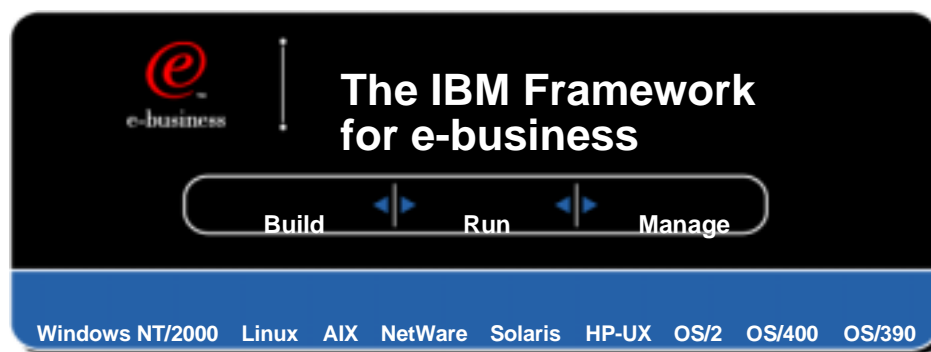 e-business
The IBM Framework
for e-business
Build Run Manage
Windows NT/2000 Linux AIX NetWare Solaris HP-UX OS/2 OS/400 OS/390